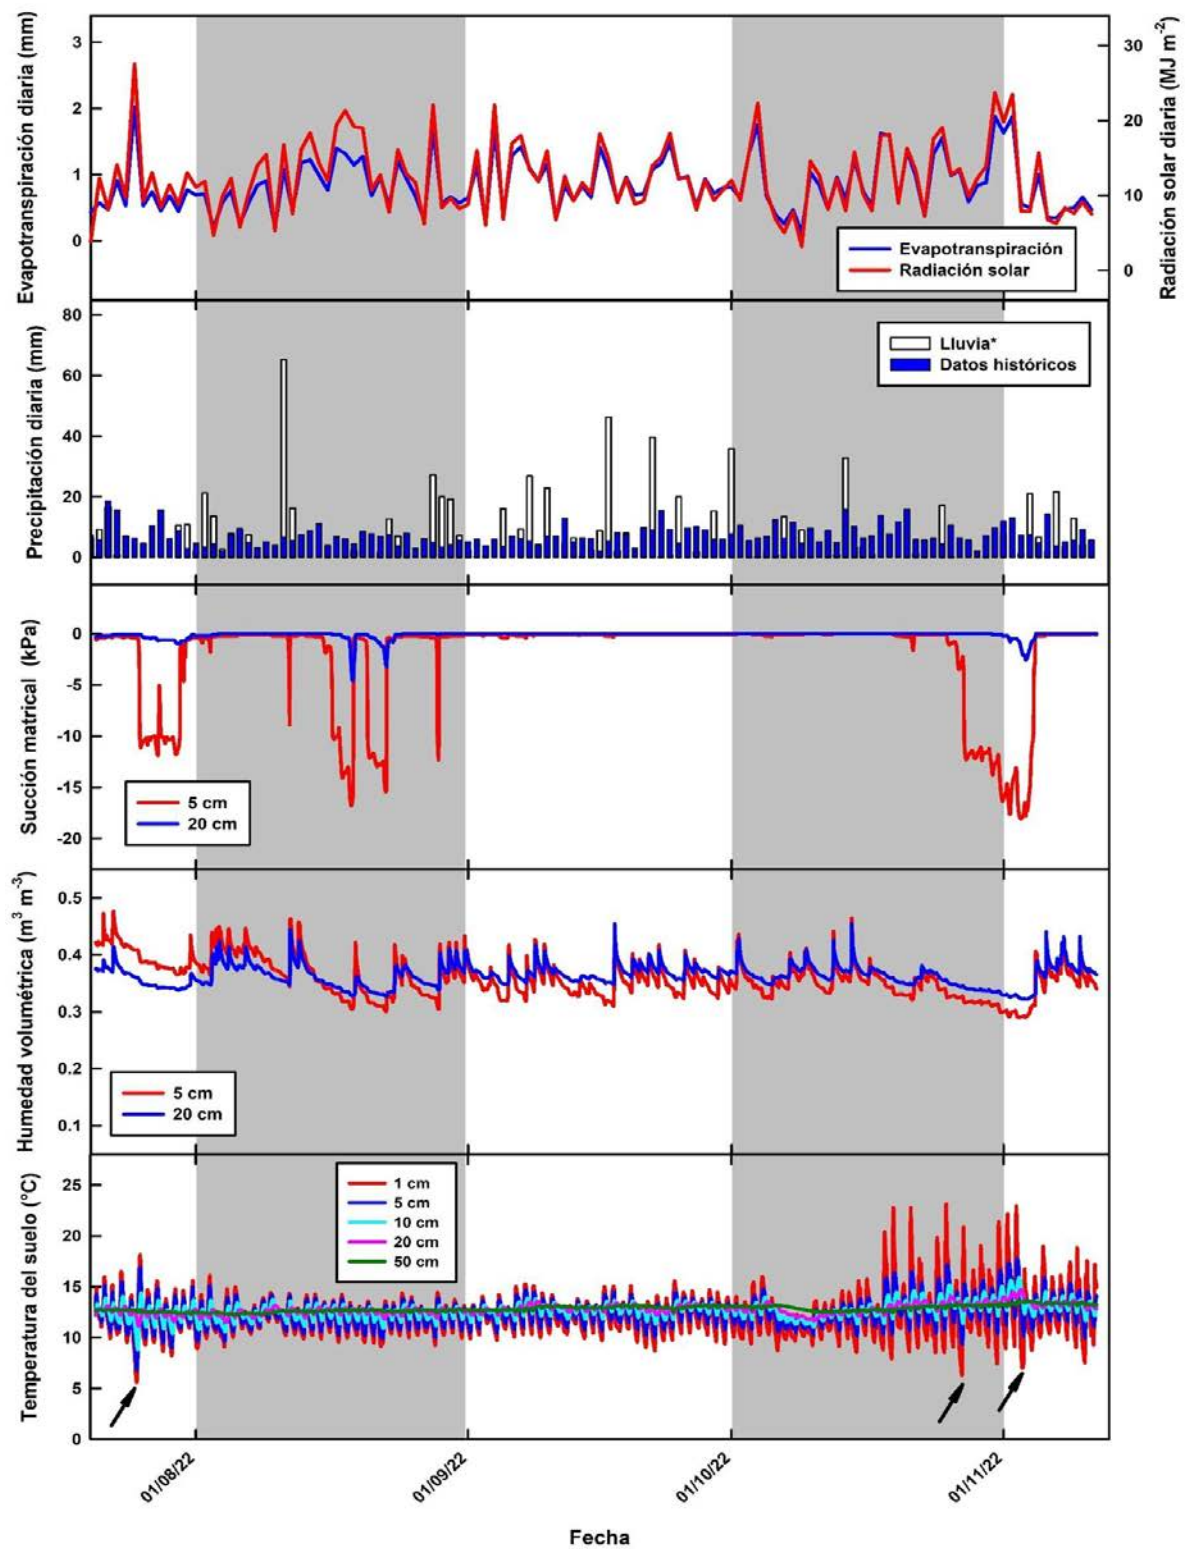 Evapotranspiración diaria (mm)
3
2
1
0
Radiación solar diaria (MJ m-2)
30
20
10
0
Evapotranspiración
Radiación solar
Precipitación diaria (mm)
80
60
40
20
0
Lluvia*
Datos históricos
Succión matrical (kPa)
0
-5
-10
-15
-20
5 cm
20 cm
Humedad volumétrica (m3 m-3)
0.5
0.4
0.3
0.2
0.1
5 cm
20 cm
Temperatura del suelo (°C)
25
20
15
10
5
0
1 cm
5 cm
10 cm
20 cm
50 cm
01/08/22
01/09/22
01/10/22
01/11/22
Fecha